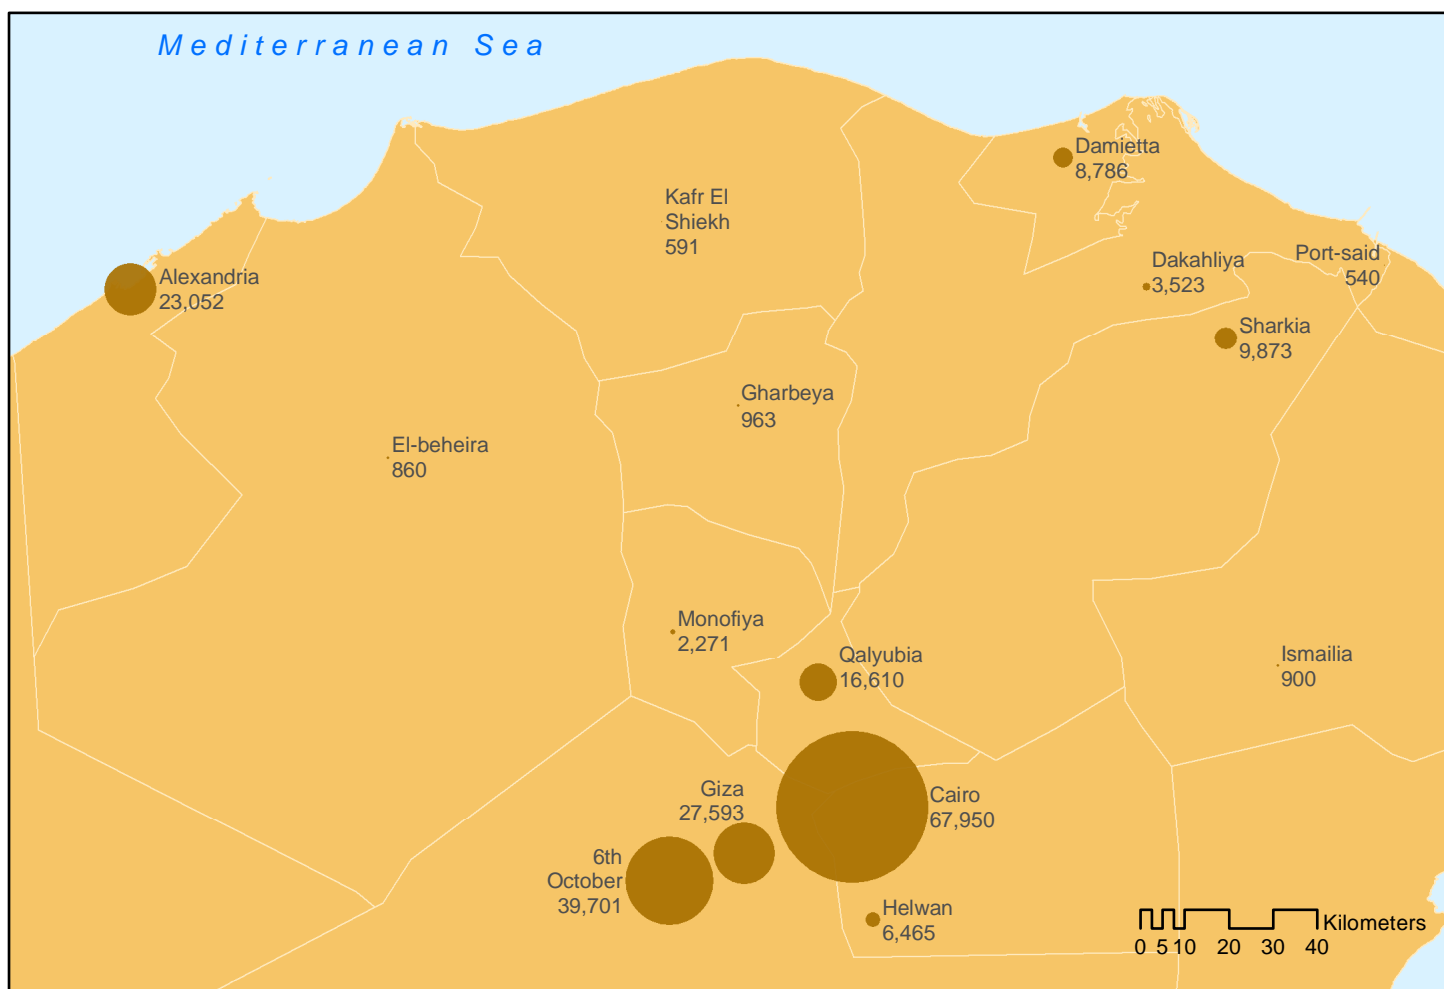 Mediterranean Sea
Damietta
8,786
Kafr El
Shiekh
591
Dakahliya
3,523
Port-said
540
Alexandria
23,052
Sharkia
9,873
Gharbeya
963
El-beheira
860
Monofiya
2,271
Qalyubia
16,610
Ismailia
900
Giza
27,593
Cairo
67,950
6th
October
39,701
Helwan
6,465
Kilometers
0 5 10 20 30 40